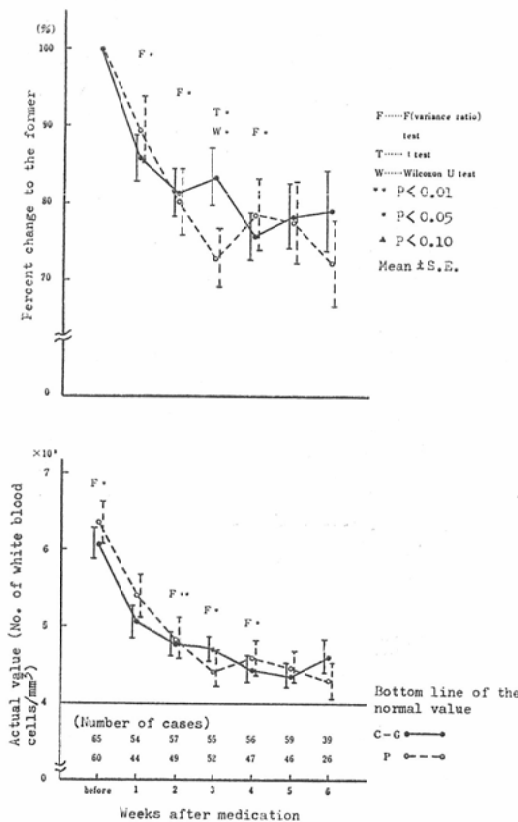 (%)
100
90
80
70
0
Percent change to the former
F*
F*
T*
W*
F*
F……F(variance ratio)
test
T…… t test
W……Wilcoxon U test
** P<0.01
* P<0.05
▲ P<0.10
Mean ±S.E.
7
6
5
4
0
Actual value (No. of white blood
cells/mm³)
F*
F**
F*
F*
Bottom line of the
normal value
C-G
P
(Number of cases)
65 54 57 55 56 59 39
60 44 49 52 47 46 26
before 1 2 3 4 5 6
Weeks after medication